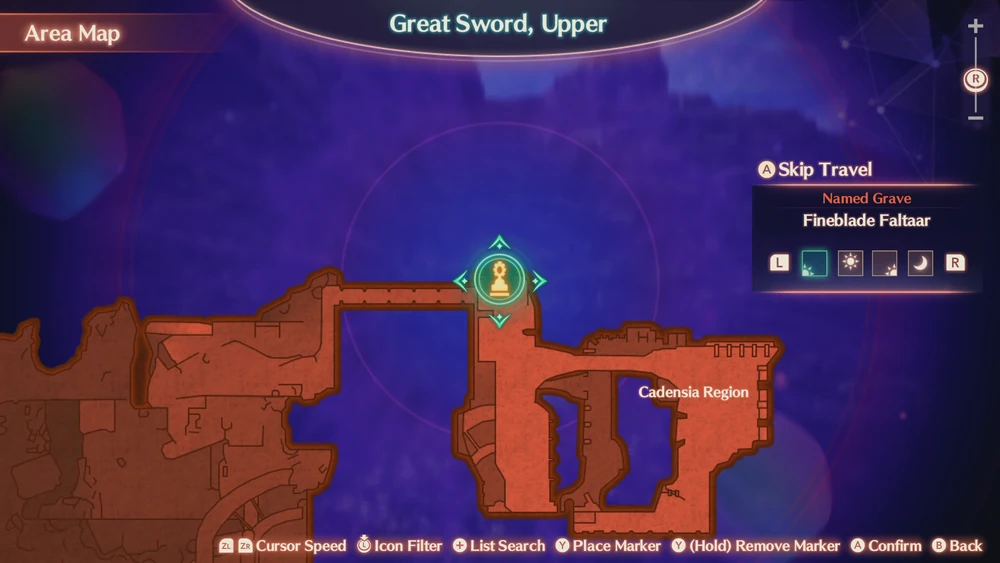 Area Map
Great Sword, Upper
R
A Skip Travel
Named Grave
Fineblade Faltaar
L R
Cadensia Region
ZL ZR Cursor Speed L Icon Filter List Search Y Place Marker Y (Hold) Remove Marker A Confirm B Back